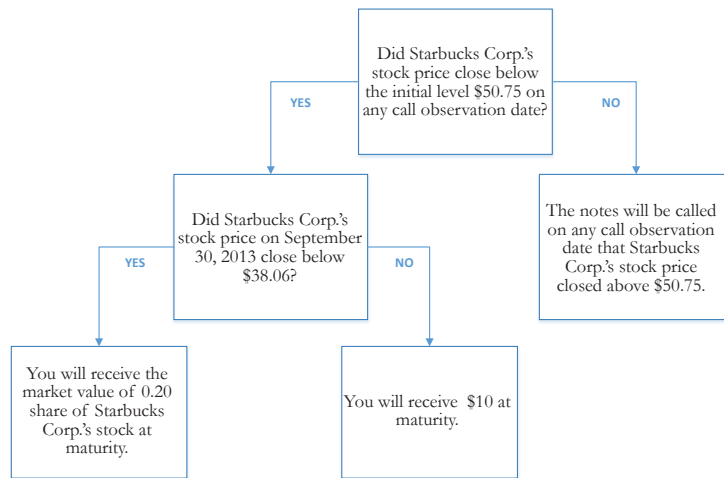 Did Starbucks Corp.'s
stock price close below
the initial level $50.75 on
any call observation date?
YES
NO
Did Starbucks Corp.'s
stock price on September
30, 2013 close below
$38.06?
The notes will be called
on any call observation
date that Starbucks
Corp.'s stock price
closed above $50.75.
YES
NO
You will receive the
market value of 0.20
share of Starbucks
Corp.'s stock at
maturity.
You will receive $10 at
maturity.